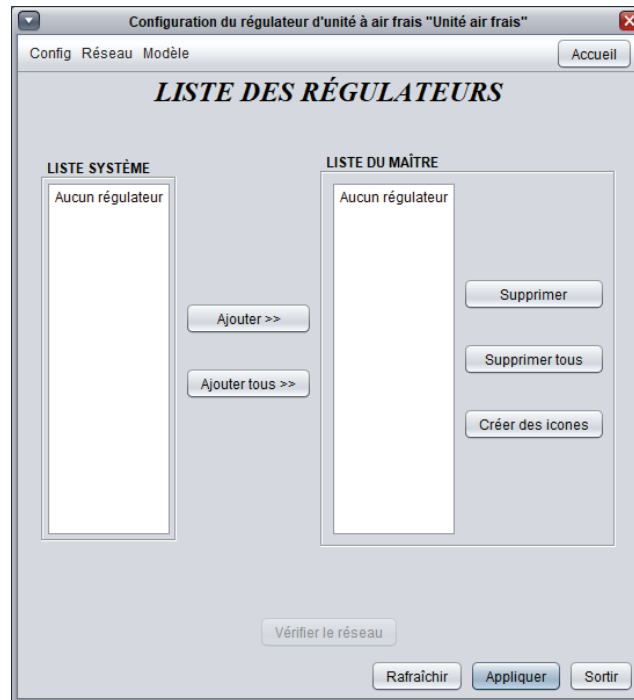 Configuration du régulateur d'unité à air frais "Unité air frais"
Config Réseau Modèle Accueil
LISTE DES RÉGULATEURS
LISTE SYSTÈME
LISTE DU MAÎTRE
Aucun régulateur
Aucun régulateur
Ajouter >>
Ajouter tous >>
Supprimer
Supprimer tous
Créer des icones
Vérifier le réseau
Rafraîchir Appliquer Sortir